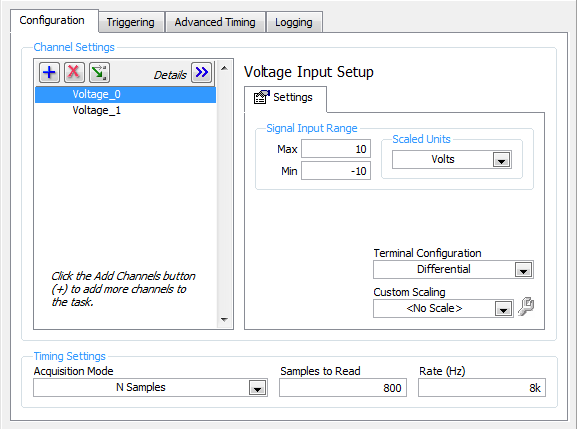 Configuration
Triggering
Advanced Timing
Logging
Channel Settings
Details
Voltage_0
Voltage_1
Click the Add Channels button
(+) to add more channels to
the task.
Voltage Input Setup
Settings
Signal Input Range
Max 10
Min -10
Scaled Units
Volts
Terminal Configuration
Differential
Custom Scaling
<No Scale>
Timing Settings
Acquisition Mode
N Samples
Samples to Read
800
Rate (Hz)
8k